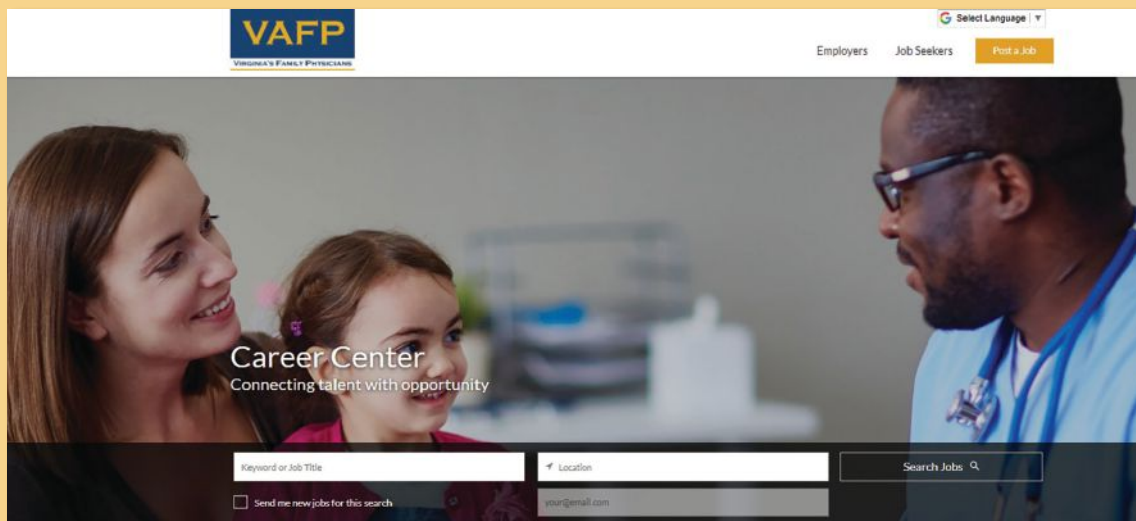 VAFP
VIRGINIA'S FAMILY PHYSICIANS
Select Language ▼
Employers
Job Seekers
Post a Job
Career Center
Connecting talent with opportunity
Keyword or Job Title
Location
Search Jobs
Send me new jobs for this search
your@email.com